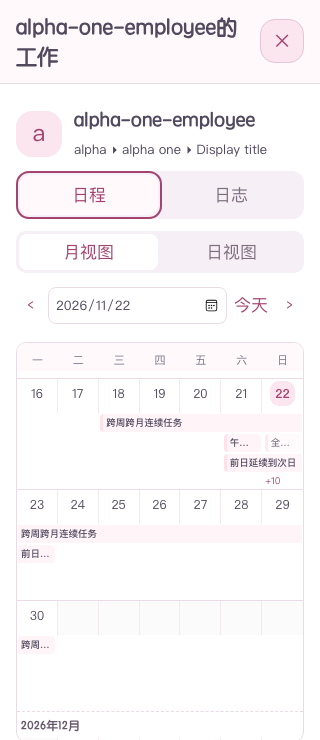 alpha-one-employee的
工作
a
alpha-one-employee
alpha ▸ alpha one ▸ Display title
日程 日志
月视图 日视图
2026/11/22 今天
一 二 三 四 五 六 日
16 17 18 19 20 21 22
跨周跨月连续任务
午... 全...
前日延续到次日
+10
23 24 25 26 27 28 29
跨周跨月连续任务
前日...
30
跨周...
2026年12月